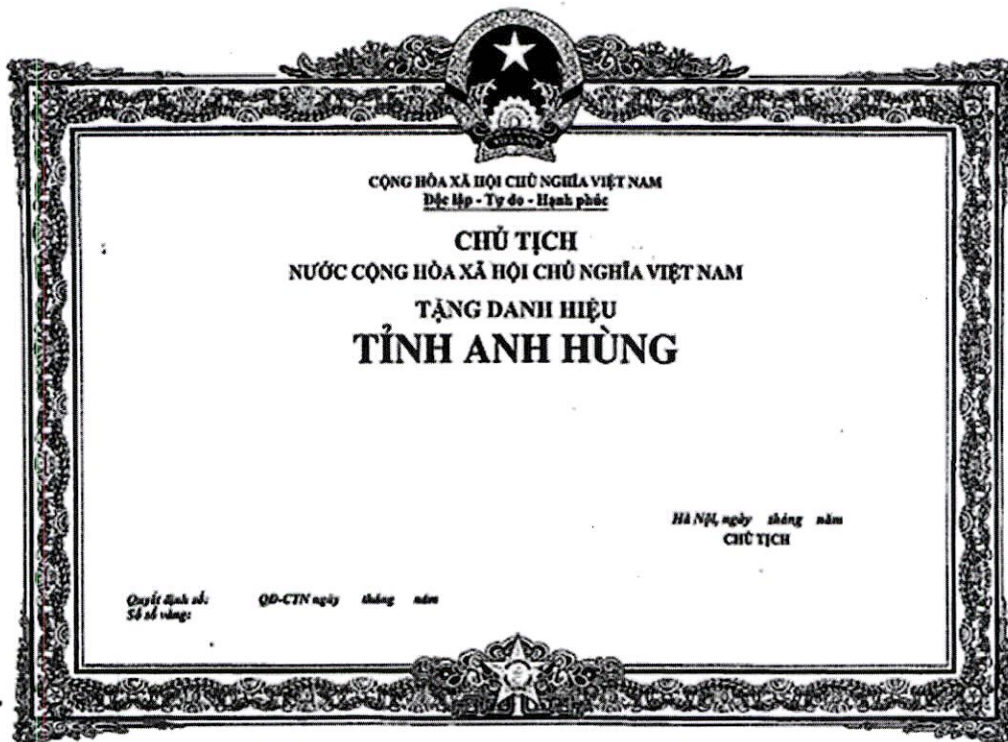 CỘNG HÒA XÃ HỘI CHỦ NGHĨA VIỆT NAM
Độc lập - Tự do - Hạnh phúc
CHỦ TỊCH
NƯỚC CỘNG HÒA XÃ HỘI CHỦ NGHĨA VIỆT NAM
TẶNG DANH HIỆU
TỈNH ANH HÙNG
Hà Nội, ngày tháng năm
CHỦ TỊCH
Quyết định số: QĐ-CTN ngày tháng năm
Số sổ vàng: